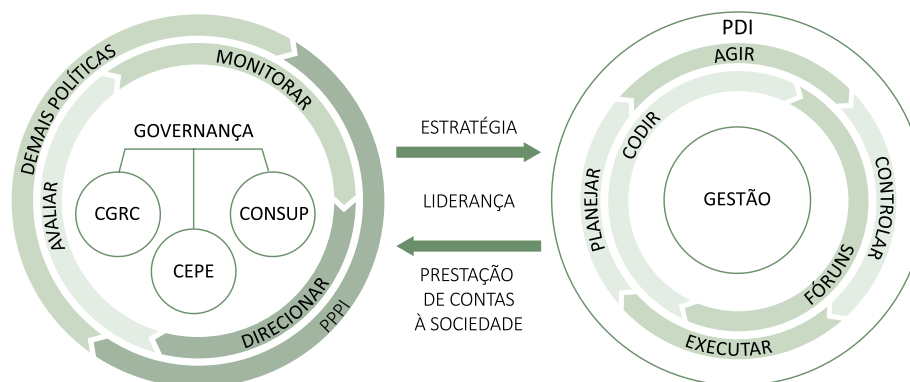 DEMAIS POLÍTICAS
MONITORAR
AVALIAR
GOVERNANÇA
CGRC
CONSUP
CEPE
DIRECIONAR
PPPI
ESTRATÉGIA
LIDERANÇA
PRESTAÇÃO
DE CONTAS
À SOCIEDADE
PDI
AGIR
CODIR
PLANEJAR
GESTÃO
CONTROLAR
FÓRUNS
EXECUTAR